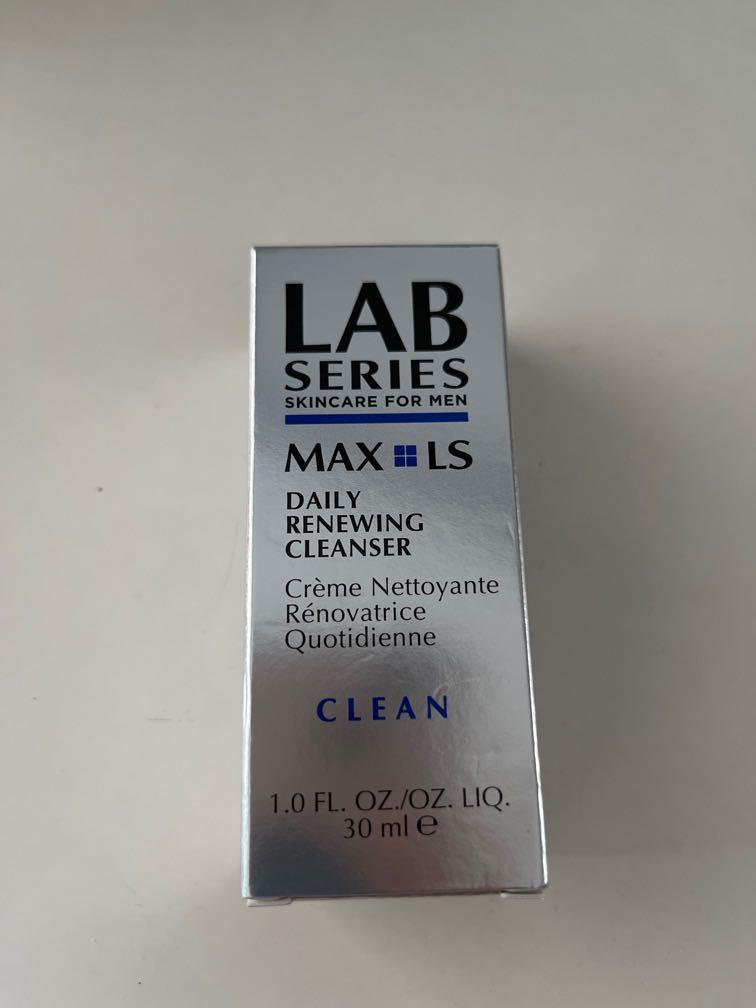 LAB
SERIES
SKINCARE FOR MEN
MAX LS
DAILY
RENEWING
CLEANSER
Crème Nettoyante
Rénovatrice
Quotidienne
CLEAN
1.0 FL. OZ./OZ. LIQ.
30 ml ℮